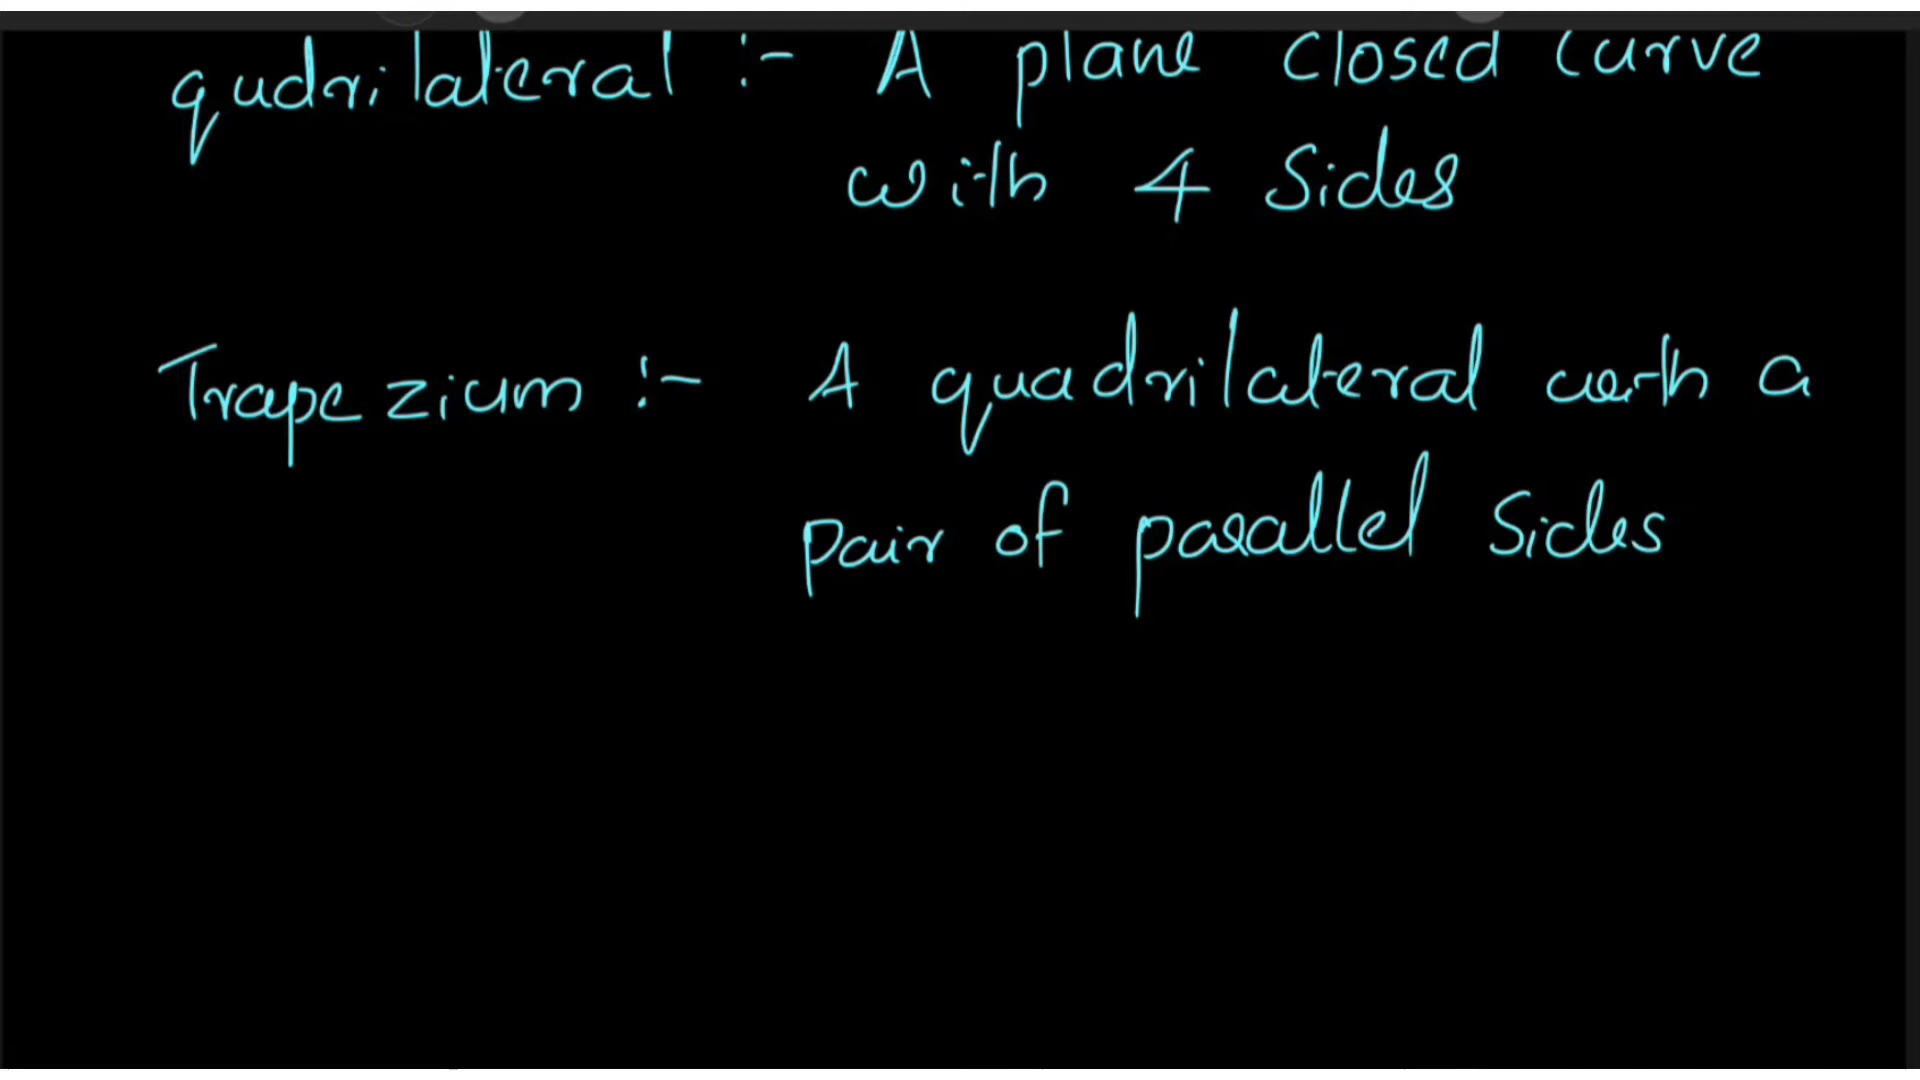 qudrilateral :- A plane closed curve
with 4 sides
Trapezium :- A quadrilateral with a
pair of parallel sides